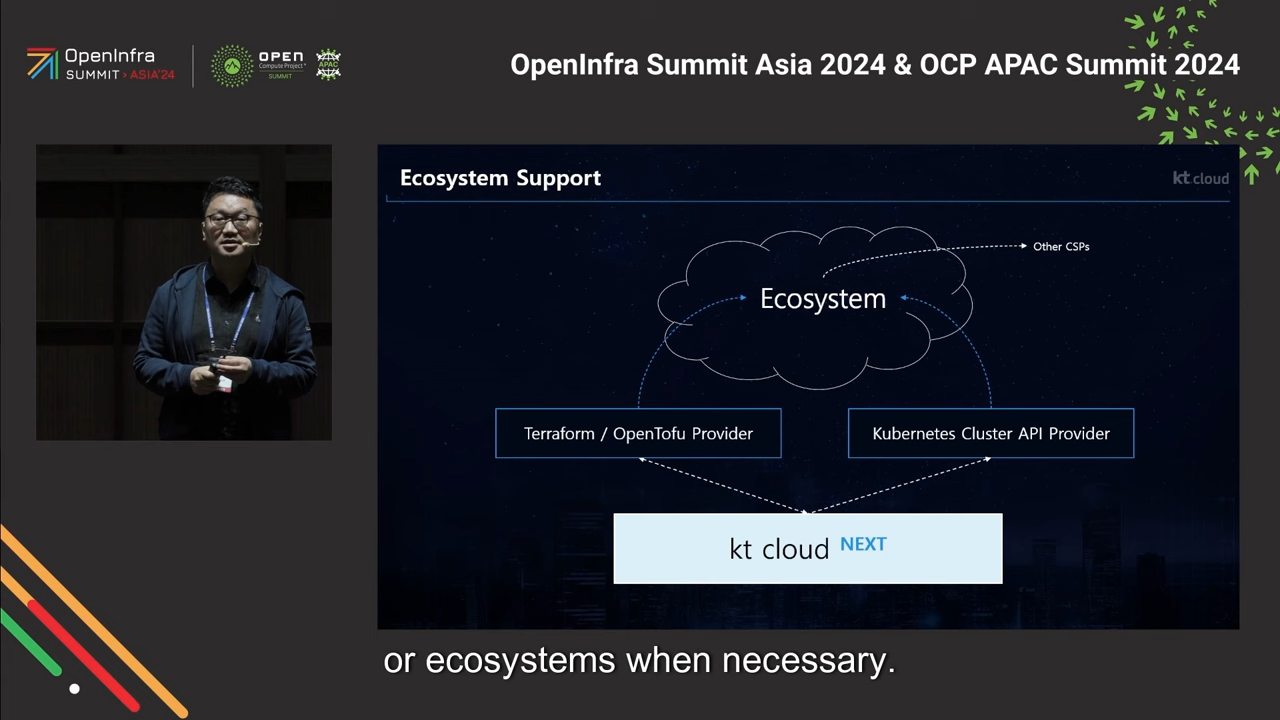 OpenInfra
SUMMIT › ASIA'24
OPEN
Compute Project®
SUMMIT
APAC
OpenInfra Summit Asia 2024 & OCP APAC Summit 2024
Ecosystem Support
kt cloud
Other CSPs
Ecosystem
Terraform / OpenTofu Provider
Kubernetes Cluster API Provider
kt cloud NEXT
or ecosystems when necessary.